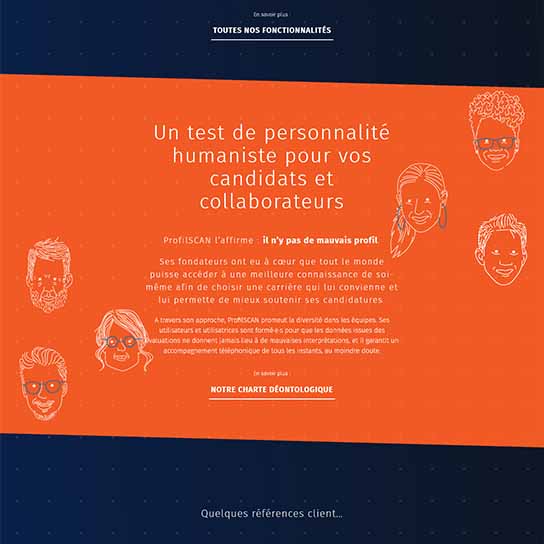 En savoir plus :
TOUTES NOS FONCTIONNALITÉS
Un test de personnalité
humaniste pour vos
candidats et
collaborateurs
ProfilSCAN l'affirme : il n'y pas de mauvais profil.
Ses fondateurs ont eu à cœur que tout le monde
puisse accéder à une meilleure connaissance de soi-
même afin de choisir une carrière qui lui convienne et
lui permette de mieux soutenir ses candidatures.
A travers son approche, ProfilSCAN promeut la diversité dans les équipes. Ses
utilisateurs et utilisatrices sont formé·e·s pour que les données issues des
évaluations ne donnent jamais lieu à de mauvaises interprétations, et il garantit un
accompagnement téléphonique de tous les instants, au moindre doute.
En savoir plus :
NOTRE CHARTE DÉONTOLOGIQUE
Quelques références client...